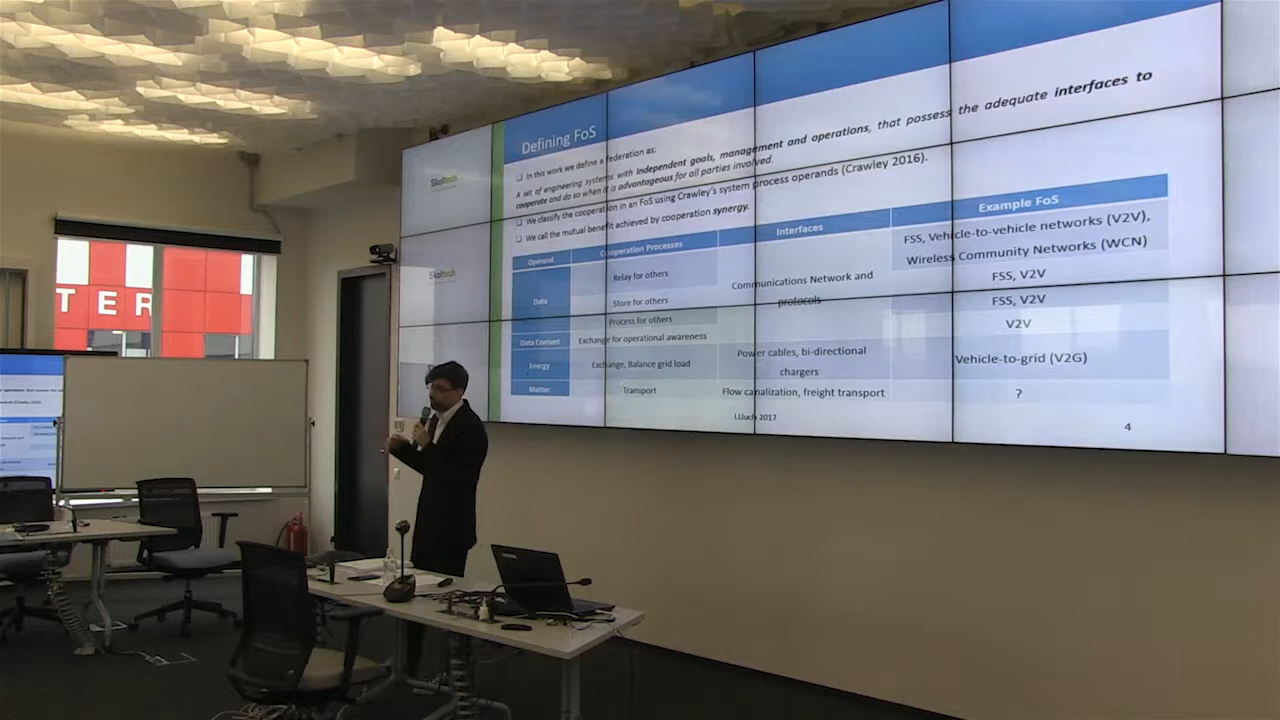 Defining FoS
Skoltech
❑ In this work we define a federation as:
A set of engineering systems with independent goals, management and operations, that possess the adequate interfaces to
cooperate and do so when it is advantageous for all parties involved.
❑ We classify the cooperation in an FoS using Crawley's system process operands (Crawley 2016).
❑ We call the mutual benefit achieved by cooperation synergy.
Skoltech
Operand Cooperation Processes Interfaces Example FoS
Data Relay for others Communications Network and protocols FSS, Vehicle-to-vehicle networks (V2V), Wireless Community Networks (WCN)
Store for others FSS, V2V
Process for others FSS, V2V
Data Content Exchange for operational awareness V2V
Energy Exchange, Balance grid load Power cables, bi-directional chargers Vehicle-to-grid (V2G)
Matter Transport Flow canalization, freight transport ?
I.Lluch 2017
4
TER